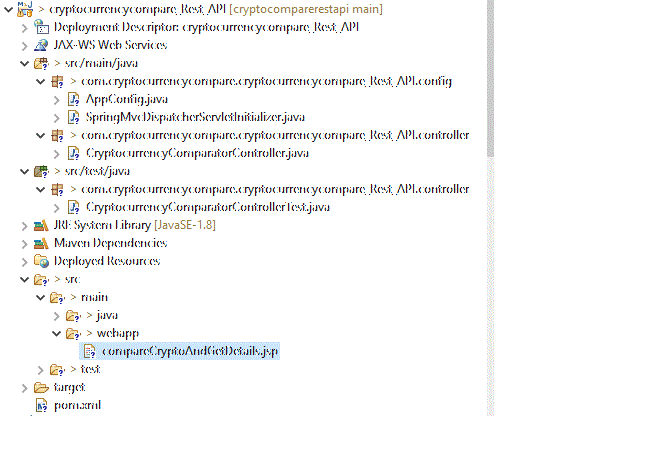 > cryptocurrencycompare_Rest_API [cryptocomparerestapi main]
> Deployment Descriptor: cryptocurrencycompare_Rest_API
> JAX-WS Web Services
> src/main/java
> com.cryptocurrencycompare.cryptocurrencycompare_Rest_API.config
> AppConfig.java
> SpringMvcDispatcherServletInitializer.java
> com.cryptocurrencycompare.cryptocurrencycompare_Rest_API.controller
> CryptocurrencyComparatorController.java
> src/test/java
> com.cryptocurrencycompare.cryptocurrencycompare_Rest_API.controller
> CryptocurrencyComparatorControllerTest.java
> JRE System Library [JavaSE-1.8]
> Maven Dependencies
> Deployed Resources
> src
> main
> java
> webapp
compareCryptoAndGetDetails.jsp
> test
> target
pom.xml